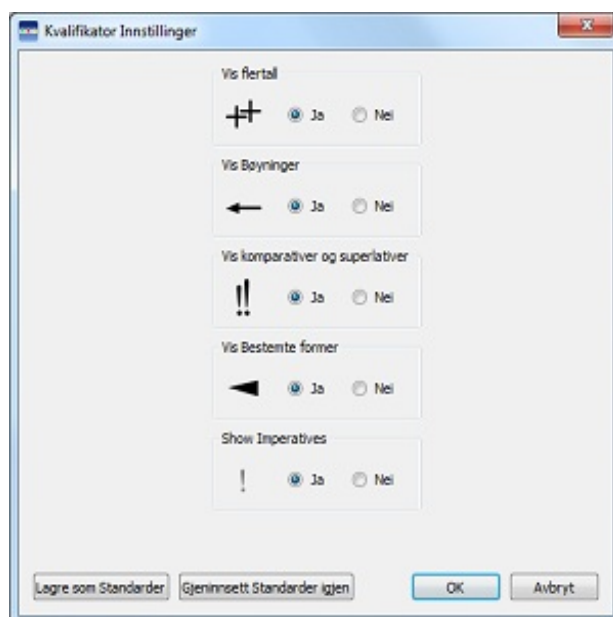 Kvalifikator Innstillinger
Vis flertall
Ja Nei
Vis Bøyninger
Ja Nei
Vis komparativer og superlativer
!! Ja Nei
Vis Bestemte former
Ja Nei
Show Imperatives
! Ja Nei
Lagre som Standarder Gjeninnsett Standarder igjen OK Avbryt